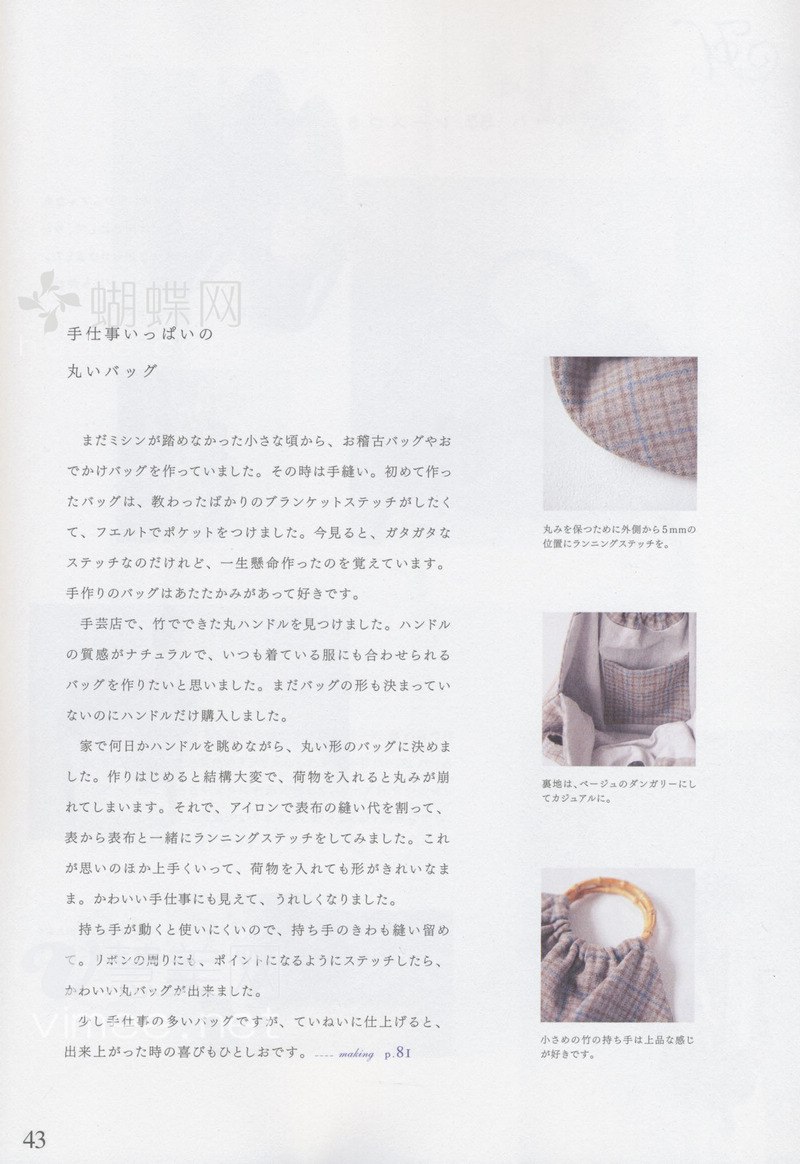 蝴蝶网
手仕事いっぱいの
丸いバッグ
まだミシンが踏めなかった小さな頃から、お稽古バッグやお
でかけバッグを作っていました。その時は手縫い。初めて作っ
たバッグは、教わったばかりのブランケットステッチがしたく
て、フエルトでポケットをつけました。今見ると、ガタガタな
ステッチなのだけれど、一生懸命作ったのを覚えています。
手作りのバッグはあたたかみがあって好きです。
手芸店で、竹でできた丸ハンドルを見つけました。ハンドル
の質感がナチュラルで、いつも着ている服にも合わせられる
バッグを作りたいと思いました。まだバッグの形も決まってい
ないのにハンドルだけ購入しました。
家で何日かハンドルを眺めながら、丸い形のバッグに決めま
した。作りはじめると結構大変で、荷物を入れると丸みが崩
れてしまいます。それで、アイロンで表布の縫い代を割って、
表から表布と一緒にランニングステッチをしてみました。これ
が思いのほか上手くいって、荷物を入れても形がきれいなま
ま。かわいい手仕事にも見えて、うれしくなりました。
持ち手が動くと使いにくいので、持ち手のきわも縫い留め
て。リボンの周りにも、ポイントになるようにステッチしたら、
かわいい丸バッグが出来ました。
少し手仕事の多いバッグですが、ていねいに仕上げると、
出来上がった時の喜びもひとしおです。---- making p.81
丸みを保つために外側から5mmの
位置にランニングステッチを。
裏地は、ベージュのダンガリーにし
てカジュアルに。
小さめの竹の持ち手は上品な感じ
が好きです。
43